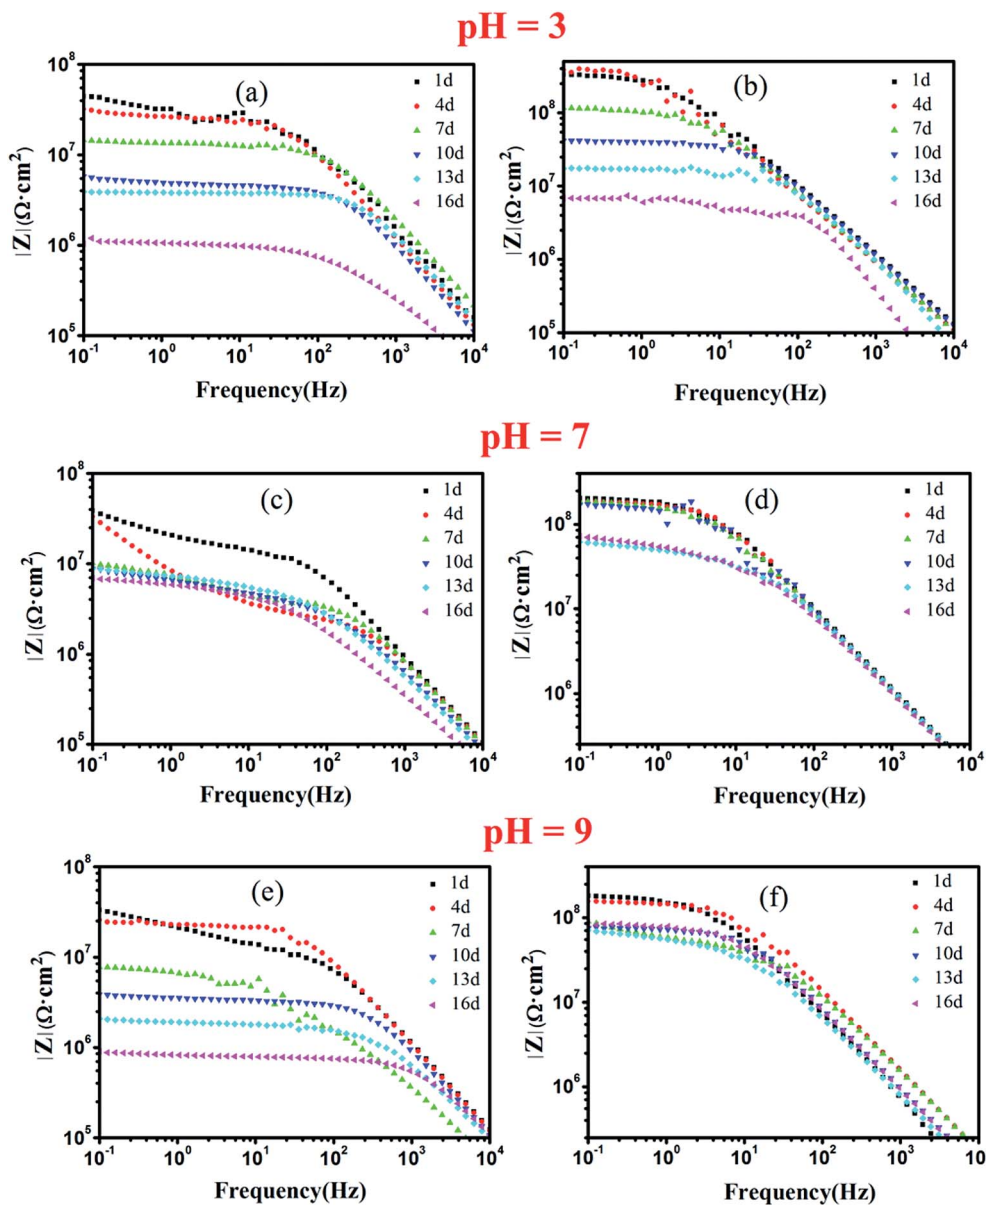 pH = 3
(a)
1d
4d
7d
10d
13d
16d
|Z|(Ω·cm²)
10⁸
10⁷
10⁶
10⁵
10⁻¹ 10⁰ 10¹ 10² 10³ 10⁴
Frequency(Hz)
(b)
1d
4d
7d
10d
13d
16d
|Z|(Ω·cm²)
10⁸
10⁷
10⁶
10⁵
10⁻¹ 10⁰ 10¹ 10² 10³ 10⁴
Frequency(Hz)
pH = 7
(c)
1d
4d
7d
10d
13d
16d
|Z|(Ω·cm²)
10⁸
10⁷
10⁶
10⁵
10⁻¹ 10⁰ 10¹ 10² 10³ 10⁴
Frequency(Hz)
(d)
1d
4d
7d
10d
13d
16d
|Z|(Ω·cm²)
10⁸
10⁷
10⁶
10⁻¹ 10⁰ 10¹ 10² 10³ 10⁴
Frequency(Hz)
pH = 9
(e)
1d
4d
7d
10d
13d
16d
|Z|(Ω·cm²)
10⁸
10⁷
10⁶
10⁵
10⁻¹ 10⁰ 10¹ 10² 10³ 10⁴
Frequency(Hz)
(f)
1d
4d
7d
10d
13d
16d
|Z|(Ω·cm²)
10⁸
10⁷
10⁶
10⁻¹ 10⁰ 10¹ 10² 10³ 10⁴
Frequency(Hz)